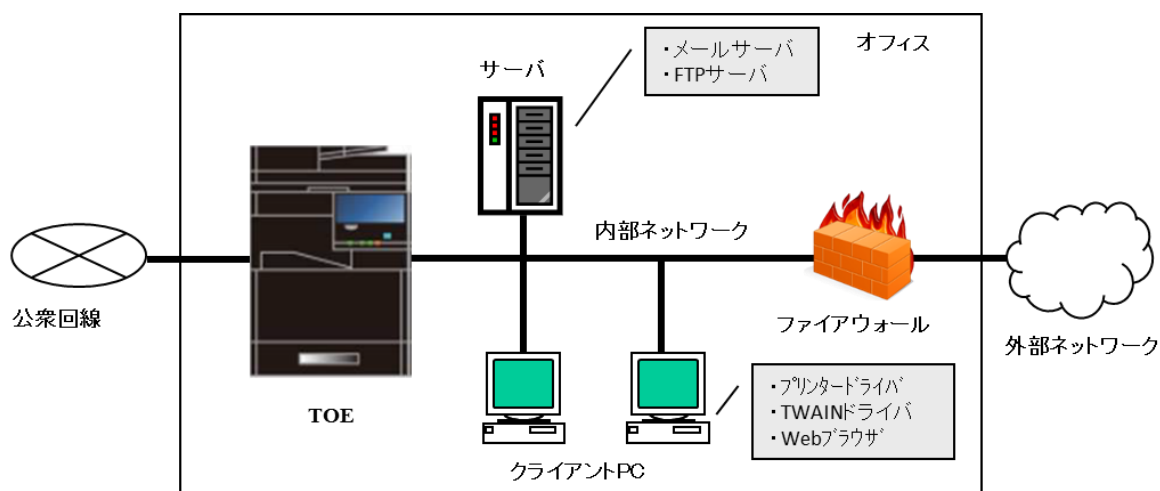 オフィス
・メールサーバ
・FTPサーバ
サーバ
内部ネットワーク
公衆回線
ファイアウォール
外部ネットワーク
TOE
・プリンタードライバ
・TWAINドライバ
・Webブラウザ
クライアントPC